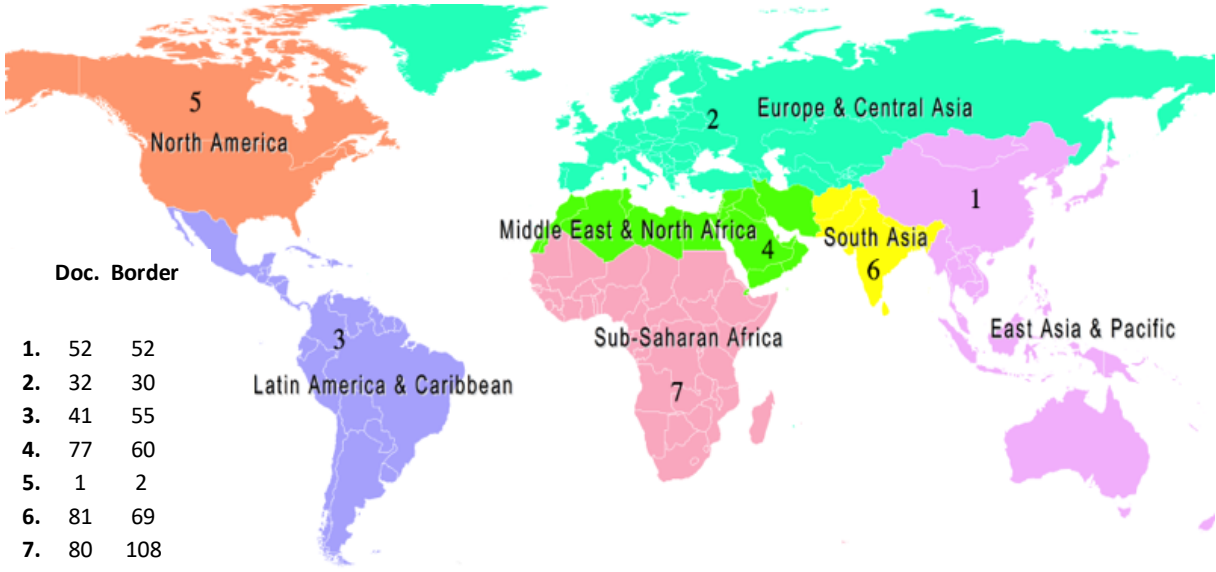 5
North America
2
Europe & Central Asia
1
Middle East & North Africa
4
South Asia
6
East Asia & Pacific
Sub-Saharan Africa
7
3
Latin America & Caribbean
Doc. Border
1. 52 52
2. 32 30
3. 41 55
4. 77 60
5. 1 2
6. 81 69
7. 80 108